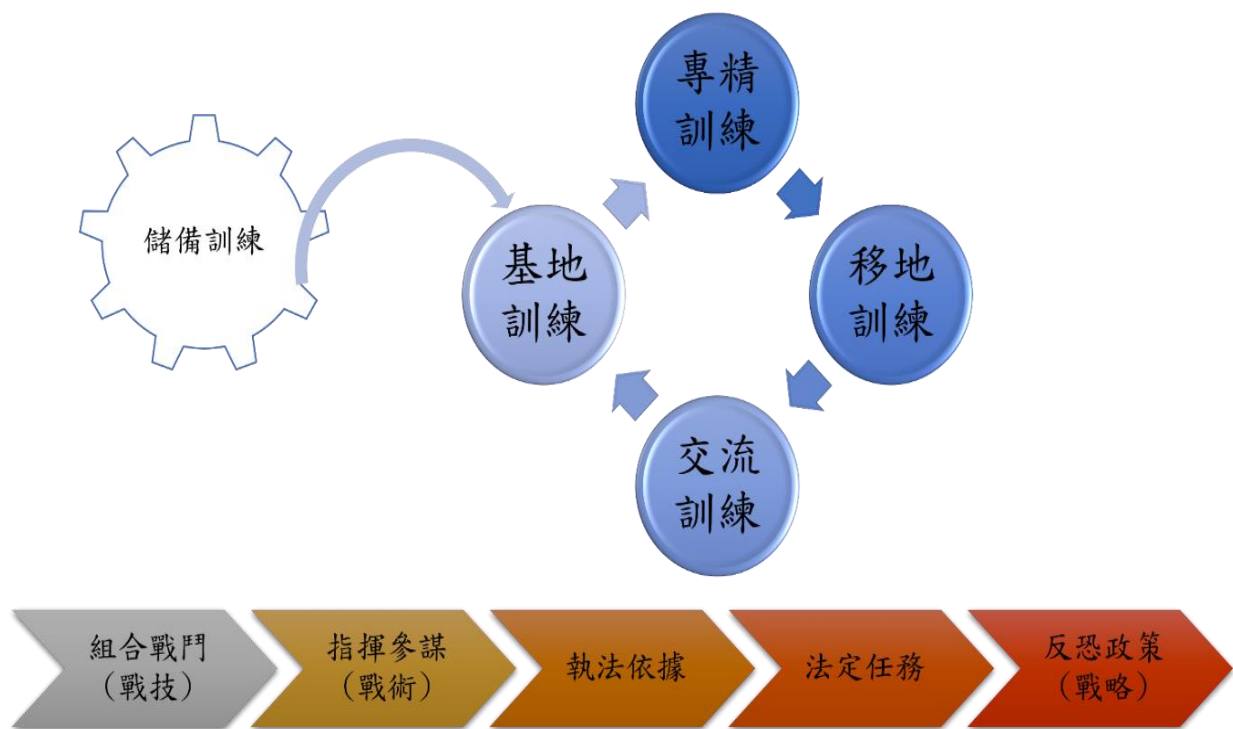 專精
訓練
儲備訓練
基地
訓練
移地
訓練
交流
訓練
組合戰鬥
（戰技）
指揮參謀
（戰術）
執法依據
法定任務
反恐政策
（戰略）